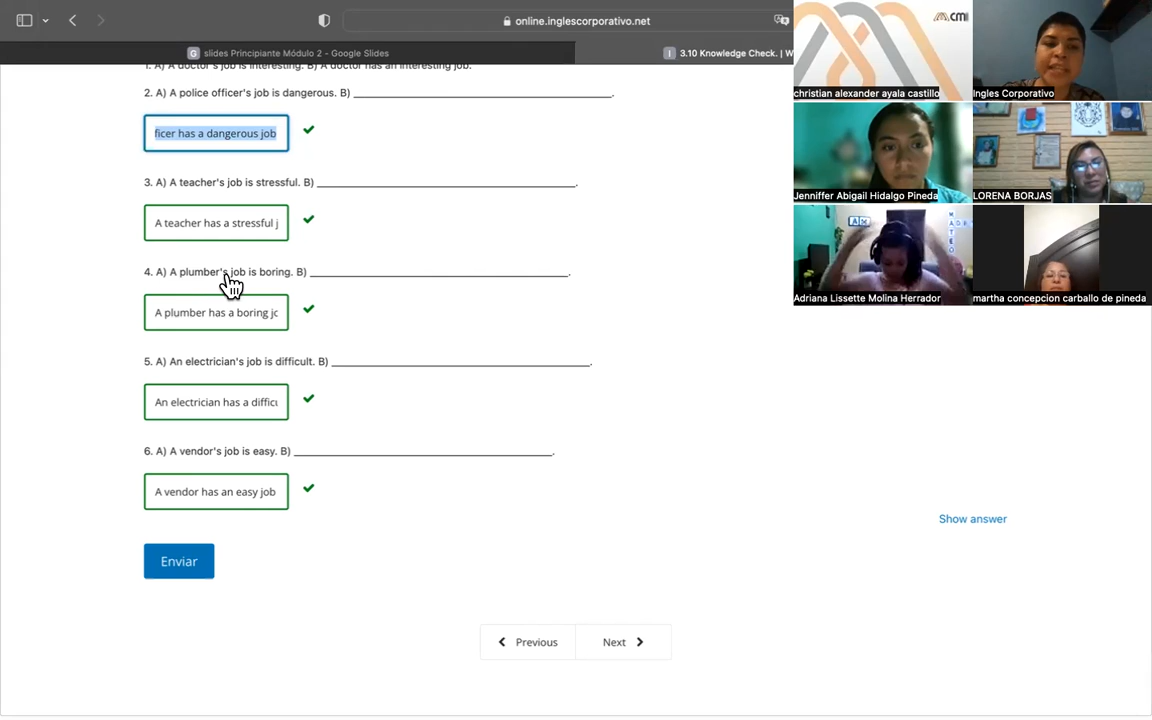 online.inglescorporativo.net
G slides Principiante Módulo 2 - Google Slides
I 3.10 Knowledge Check. | W
1. A) A doctor's job is interesting. B) A doctor has an interesting job.
2. A) A police officer's job is dangerous. B) ____________________.
ficer has a dangerous job
3. A) A teacher's job is stressful. B) ____________________.
A teacher has a stressful j
4. A) A plumber's job is boring. B) ____________________.
A plumber has a boring jo
5. A) An electrician's job is difficult. B) ____________________.
An electrician has a difficu
6. A) A vendor's job is easy. B) ____________________.
A vendor has an easy job
Show answer
Enviar
Previous
Next
CMI
christian alexander ayala castillo
Ingles Corporativo
Jenniffer Abigail Hidalgo Pineda
LORENA BORJAS
Adriana Lissette Molina Herrador
martha concepcion carballo de pineda